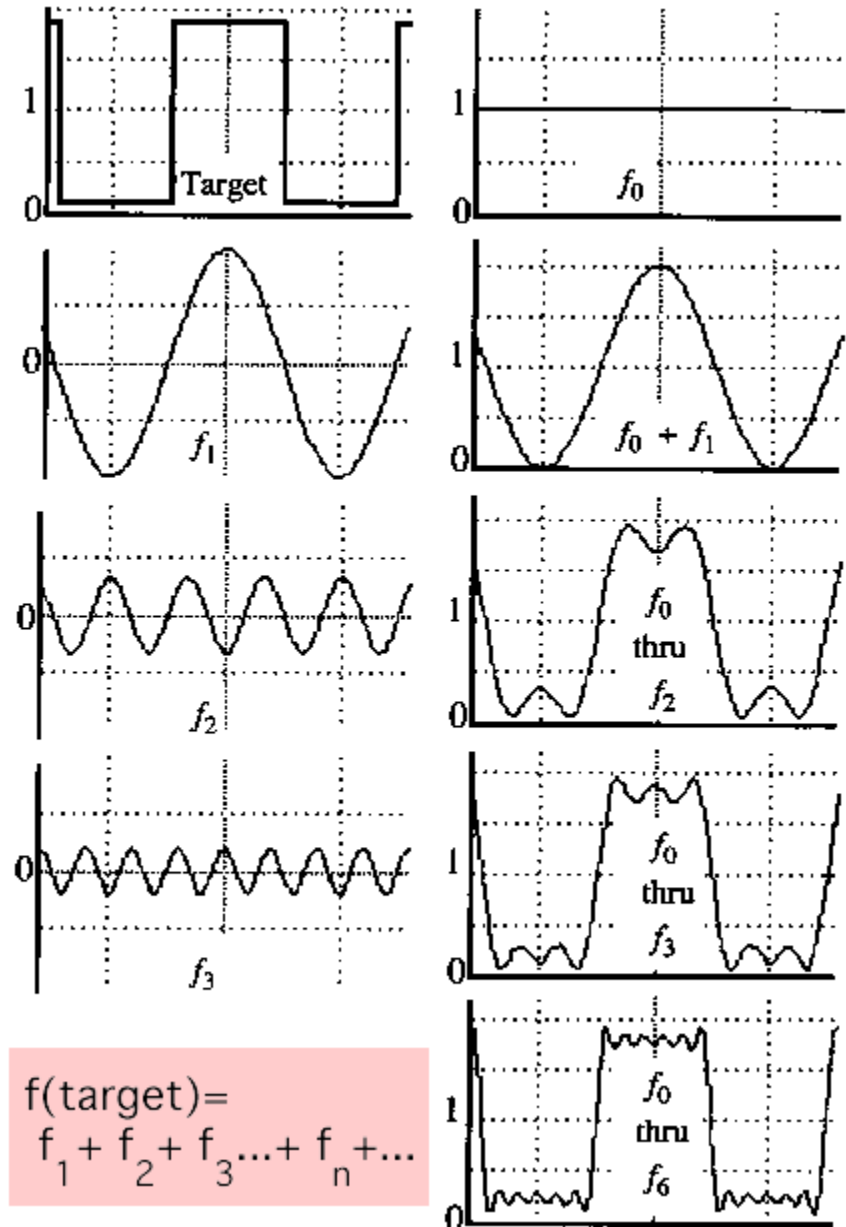 1
0
Target
1
0
f0
0
f1
1
0
f0 + f1
0
f2
1
0
f0
thru
f2
0
f3
1
0
f0
thru
f3
f(target)=
f1+ f2+ f3...+ fn+...
1
0
f0
thru
f6